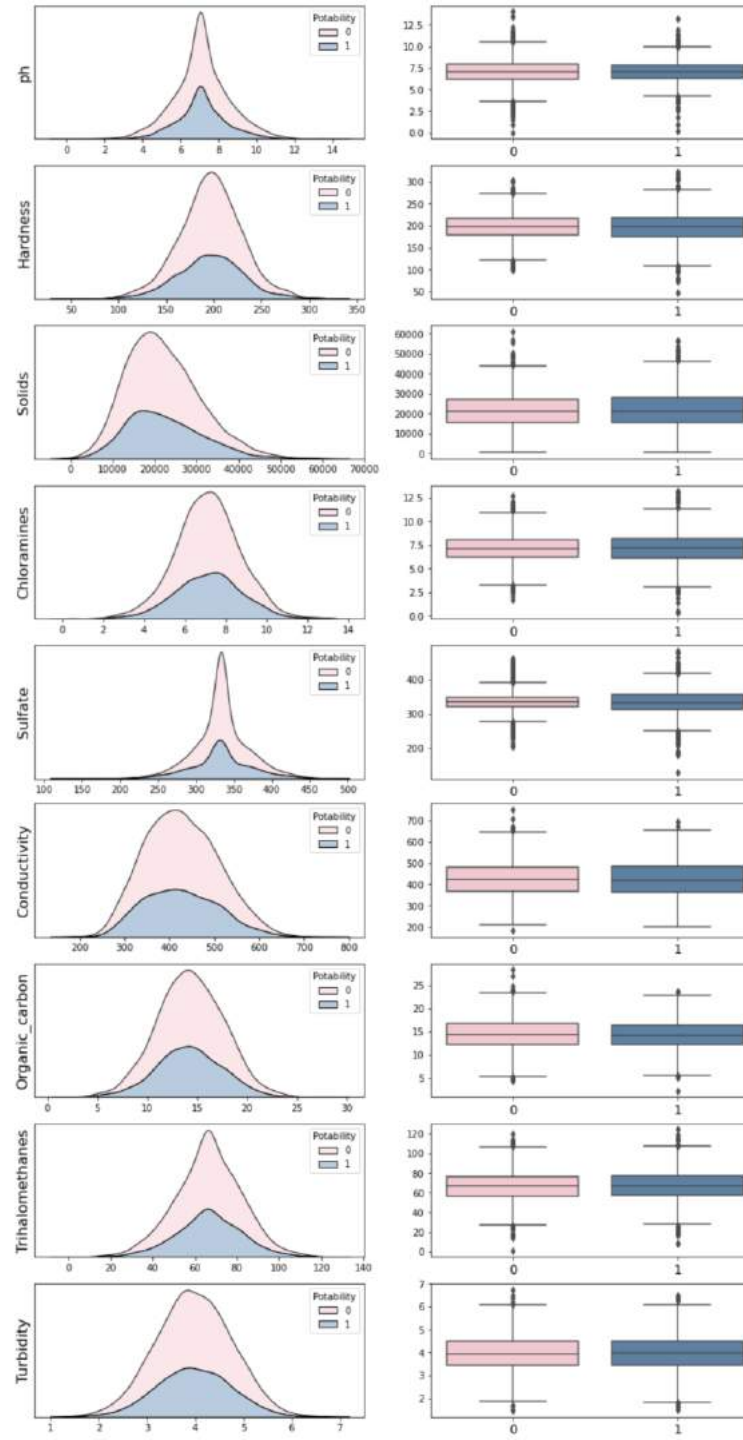 ph
Potability
0
1
0 2 4 6 8 10 12 14
12.5
10.0
7.5
5.0
2.5
0.0
0 1
Hardness
Potability
0
1
50 100 150 200 250 300 350
300
250
200
150
100
50
0 1
Solids
Potability
0
1
0 10000 20000 30000 40000 50000 60000 70000
60000
50000
40000
30000
20000
10000
0
0 1
Chloramines
Potability
0
1
0 2 4 6 8 10 12 14
12.5
10.0
7.5
5.0
2.5
0.0
0 1
Sulfate
Potability
0
1
100 150 200 250 300 350 400 450 500
400
300
200
0 1
Conductivity
Potability
0
1
200 300 400 500 600 700 800
700
600
500
400
300
200
0 1
Organic_carbon
Potability
0
1
0 5 10 15 20 25 30
25
20
15
10
5
0 1
Trihalomethanes
Potability
0
1
0 20 40 60 80 100 120 140
120
100
80
60
40
20
0
0 1
Turbidity
Potability
0
1
1 2 3 4 5 6 7
7
6
5
4
3
2
0 1